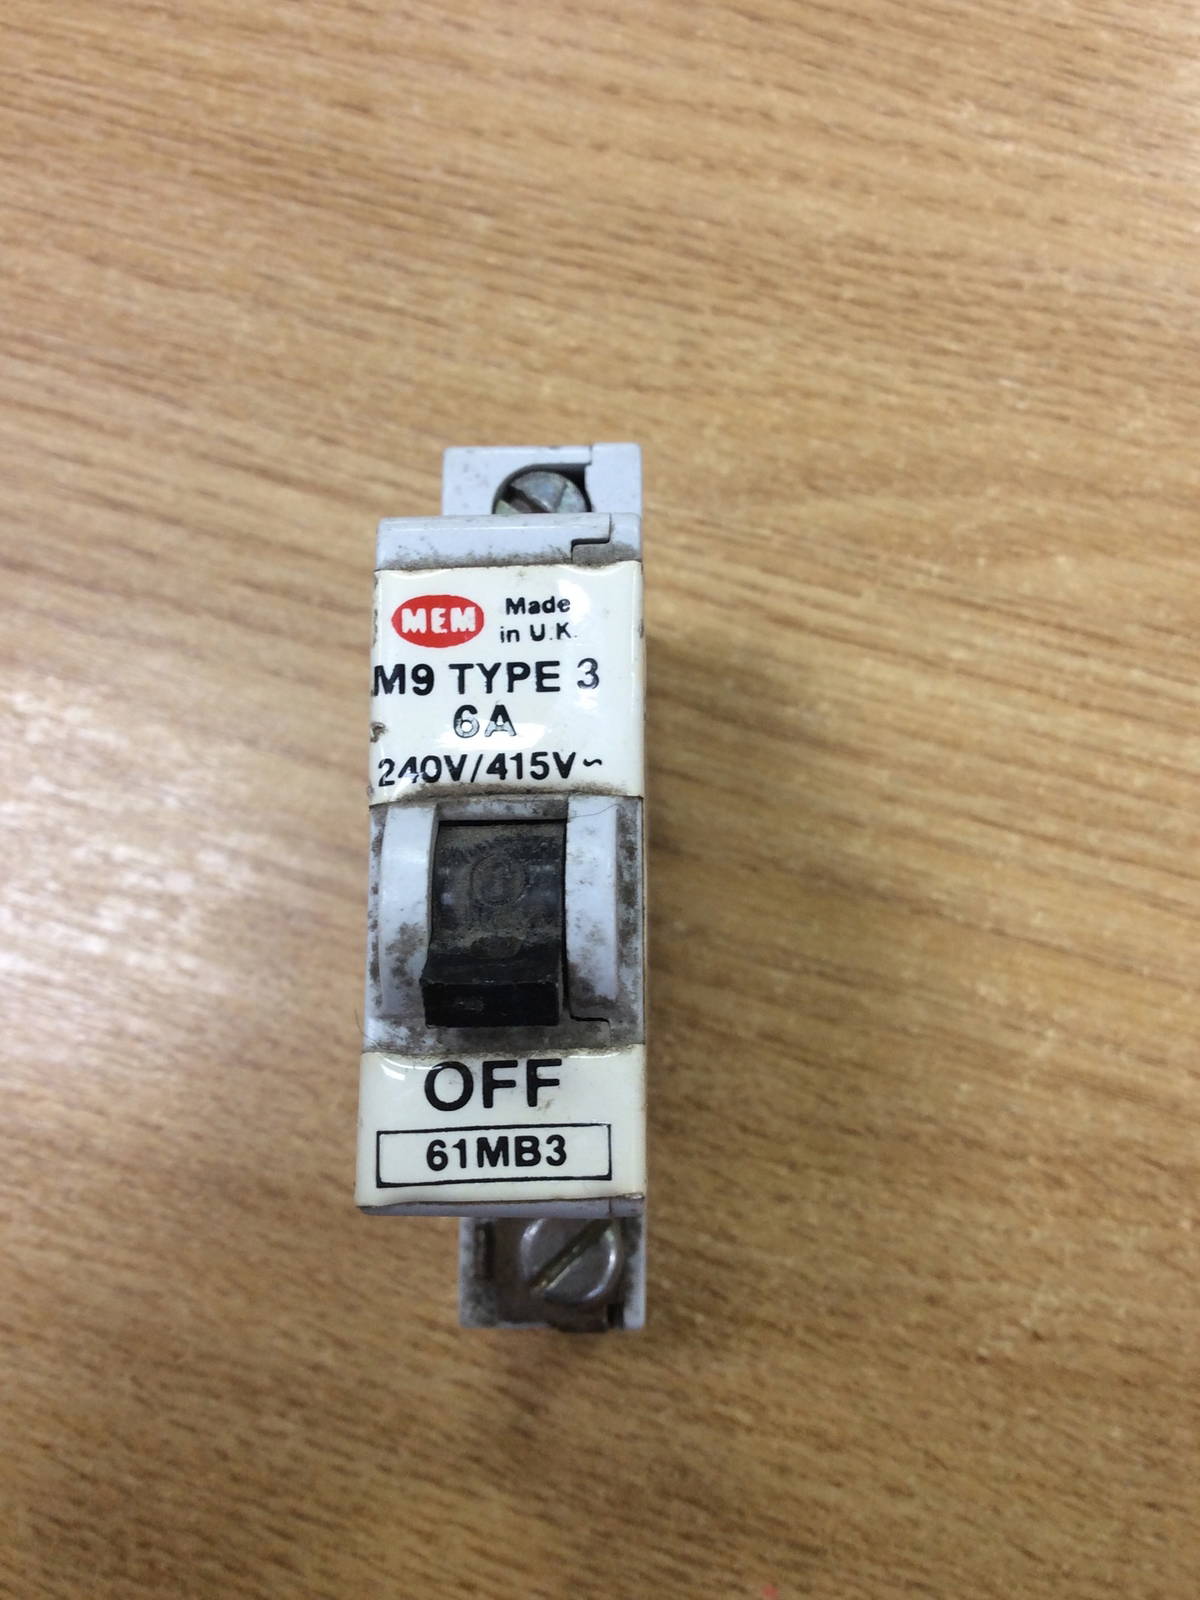 MEM Made
in U.K.
M9 TYPE 3
6A
240V/415V~
OFF
61MB3